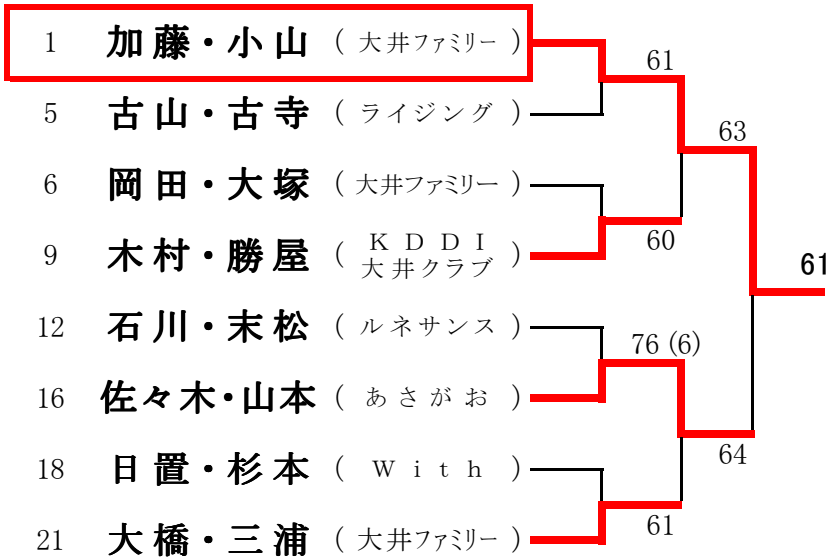 1 加藤・小山 (大井ファミリー)
61
5 古山・古寺 (ライジング)
63
6 岡田・大塚 (大井ファミリー)
60
9 木村・勝屋 (KDDI
大井クラブ)
61
12 石川・末松 (ルネサンス)
76 (6)
16 佐々木・山本 (あさがお)
64
18 日置・杉本 (With)
61
21 大橋・三浦 (大井ファミリー)